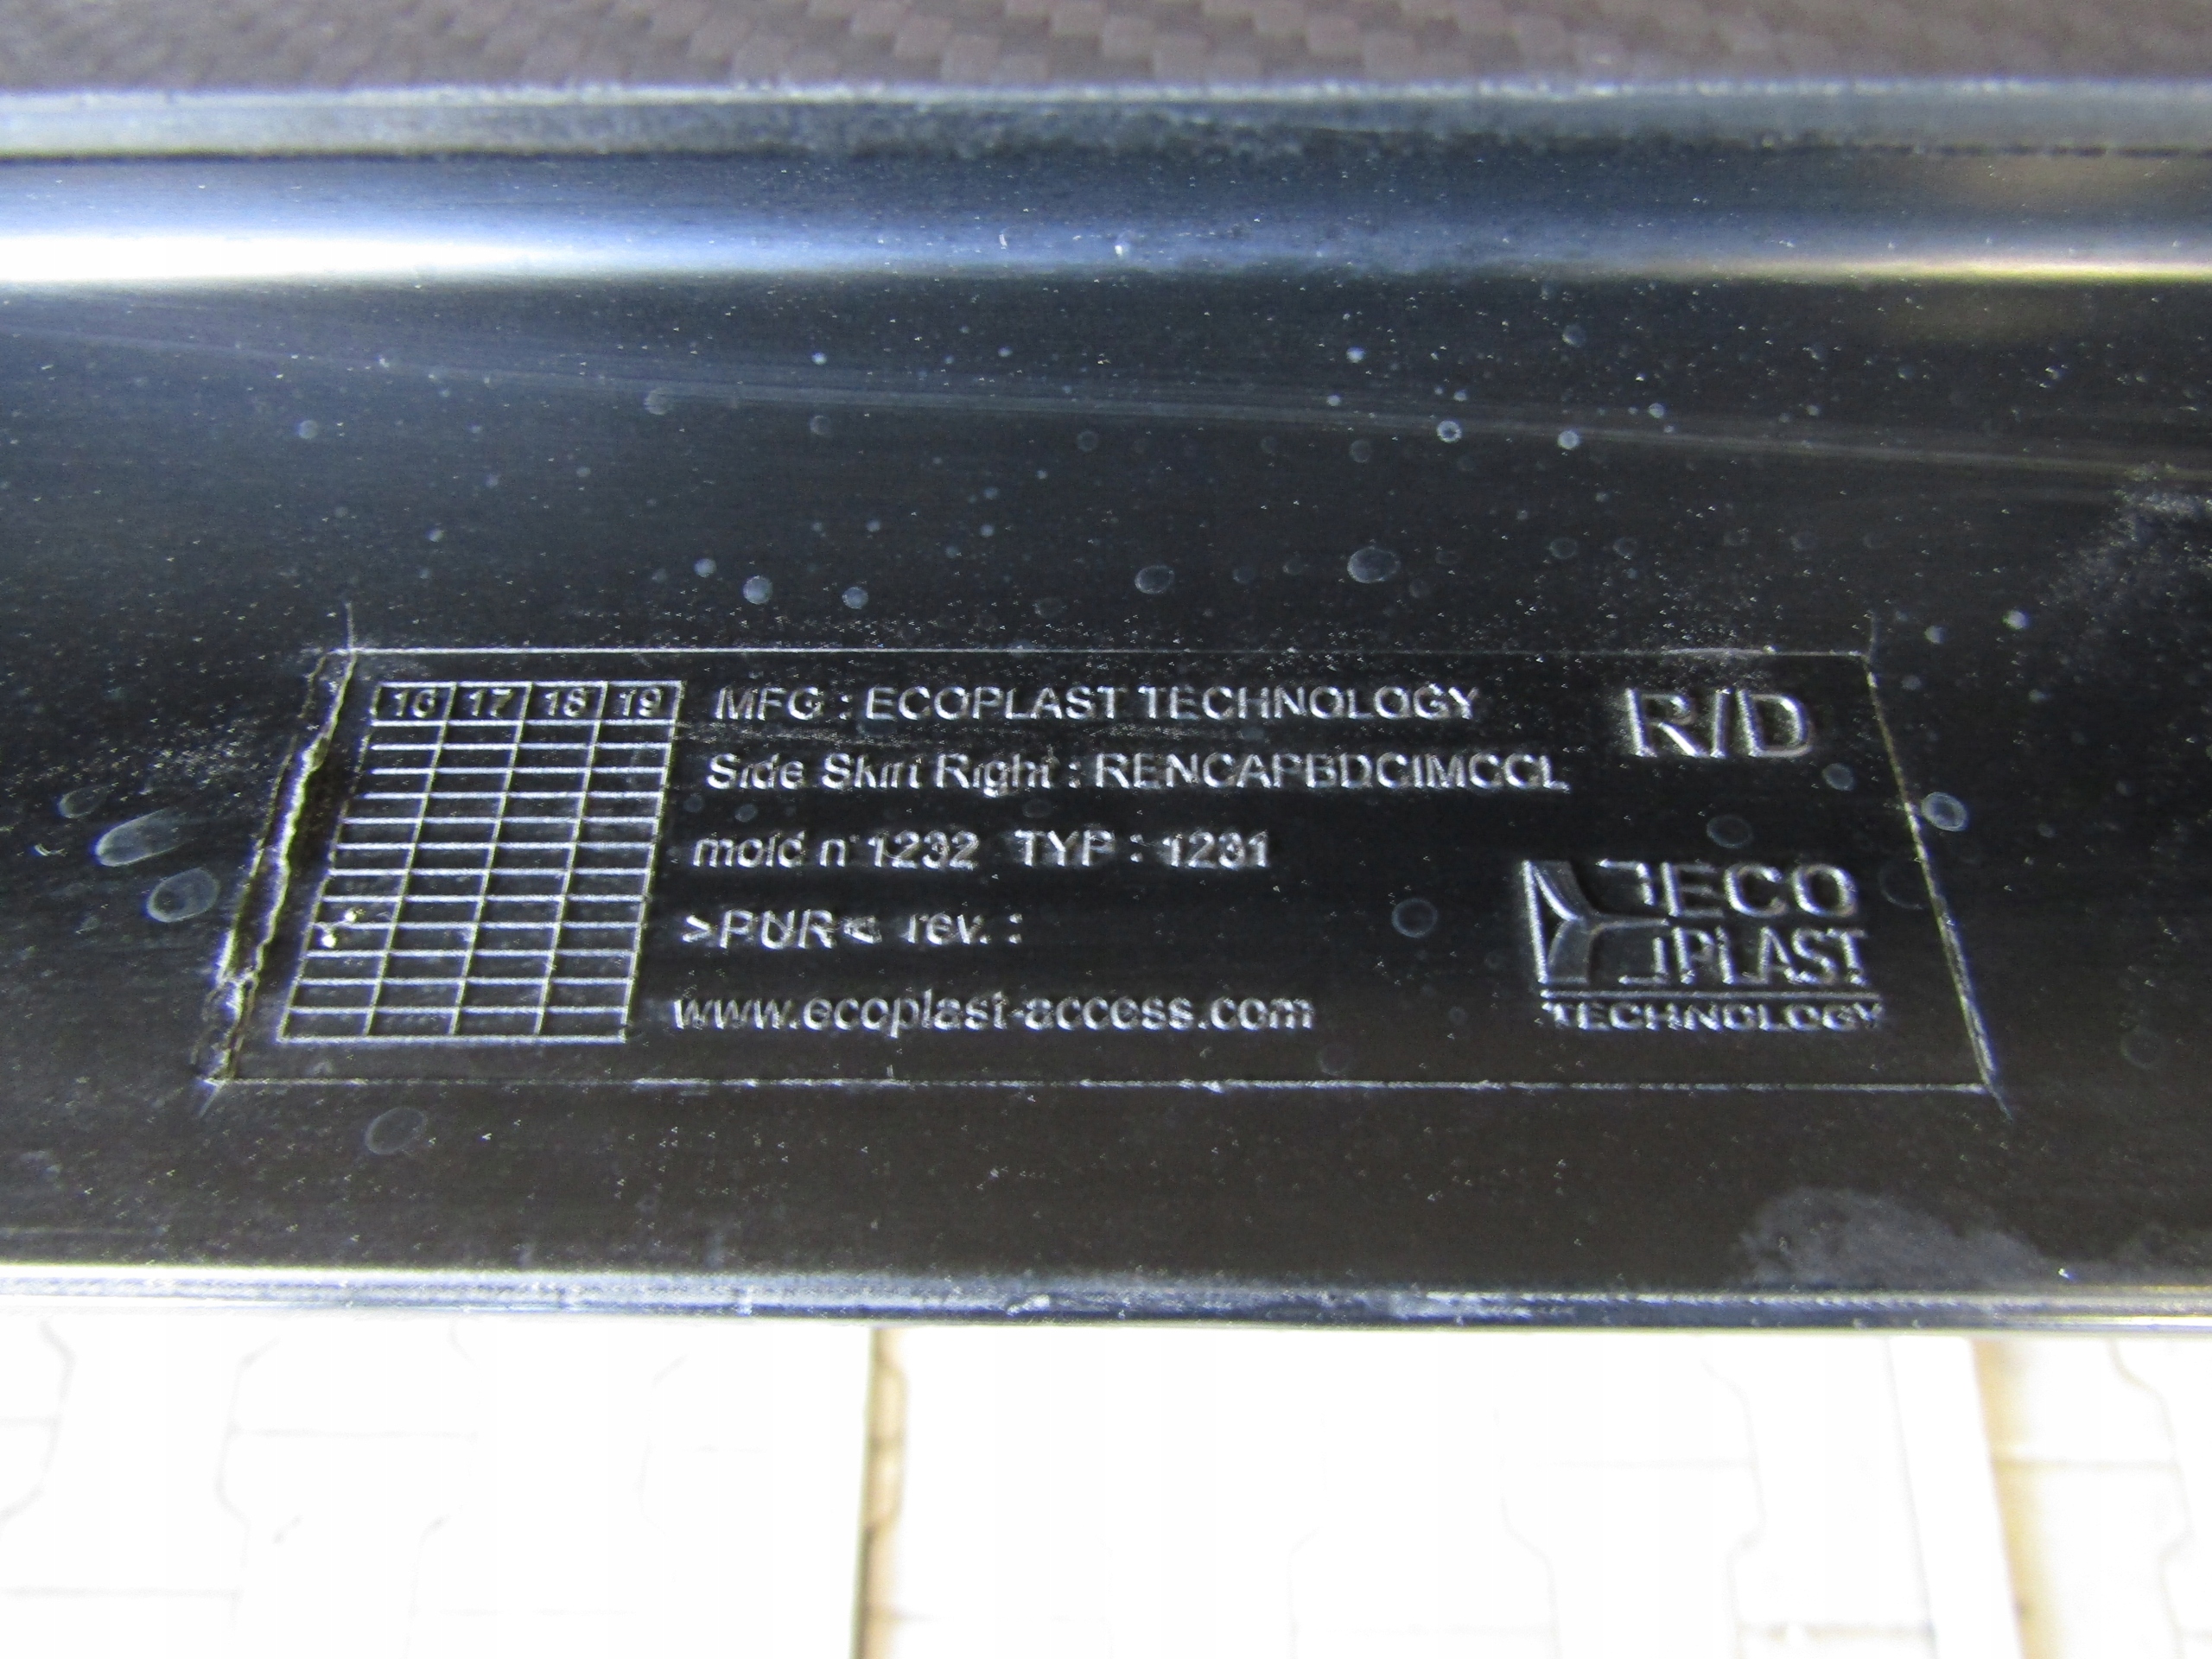 16 17 18 19
MFG : ECOPLAST TECHNOLOGY
Side Skirt Right : RENCAPBDCIMCCL
mold n°1232 TYP : 1231
>PUR< rev. :
www.ecoplast-access.com
R/D
ECO
PLAST
TECHNOLOGY